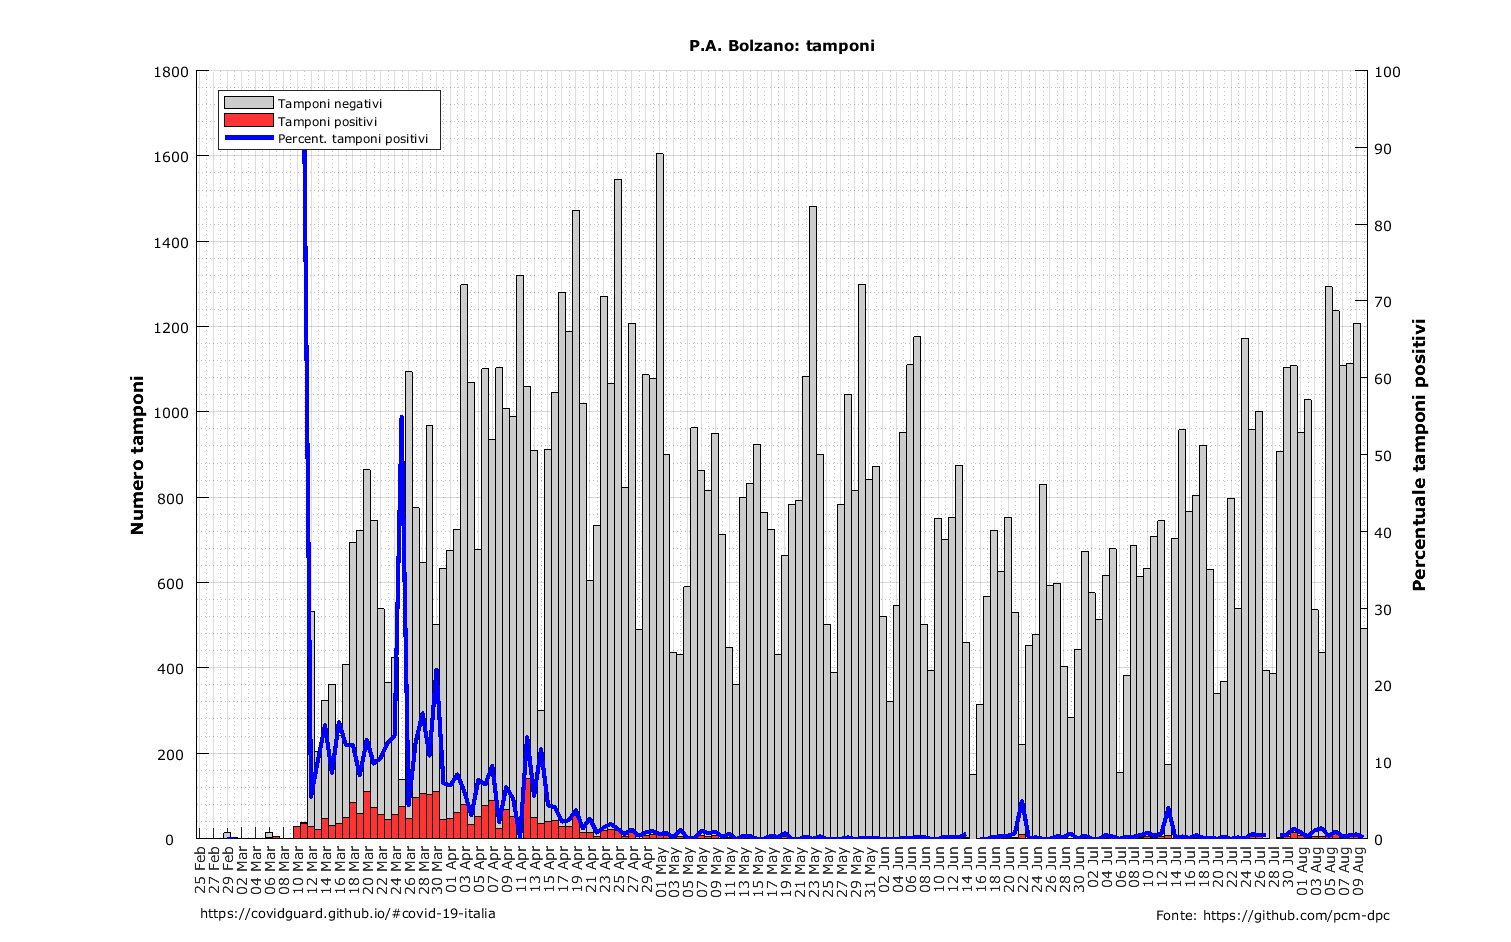 P.A. Bolzano: tamponi
Tamponi negativi
Tamponi positivi
Percent. tamponi positivi
Numero tamponi
1800
1600
1400
1200
1000
800
600
400
200
0
100
90
80
70
60
50
40
30
20
10
0
Percentuale tamponi positivi
25 Feb
27 Feb
29 Feb
02 Mar
04 Mar
06 Mar
08 Mar
10 Mar
12 Mar
14 Mar
16 Mar
18 Mar
20 Mar
22 Mar
24 Mar
26 Mar
28 Mar
30 Mar
01 Apr
03 Apr
05 Apr
07 Apr
09 Apr
11 Apr
13 Apr
15 Apr
17 Apr
19 Apr
21 Apr
23 Apr
25 Apr
27 Apr
29 Apr
01 May
03 May
05 May
07 May
09 May
11 May
13 May
15 May
17 May
19 May
21 May
23 May
25 May
27 May
29 May
31 May
02 Jun
04 Jun
06 Jun
08 Jun
10 Jun
12 Jun
14 Jun
16 Jun
18 Jun
20 Jun
22 Jun
24 Jun
26 Jun
28 Jun
30 Jun
02 Jul
04 Jul
06 Jul
08 Jul
10 Jul
12 Jul
14 Jul
16 Jul
18 Jul
20 Jul
22 Jul
24 Jul
26 Jul
28 Jul
30 Jul
01 Aug
03 Aug
05 Aug
07 Aug
09 Aug
https://covidguard.github.io/#covid-19-italia
Fonte: https://github.com/pcm-dpc